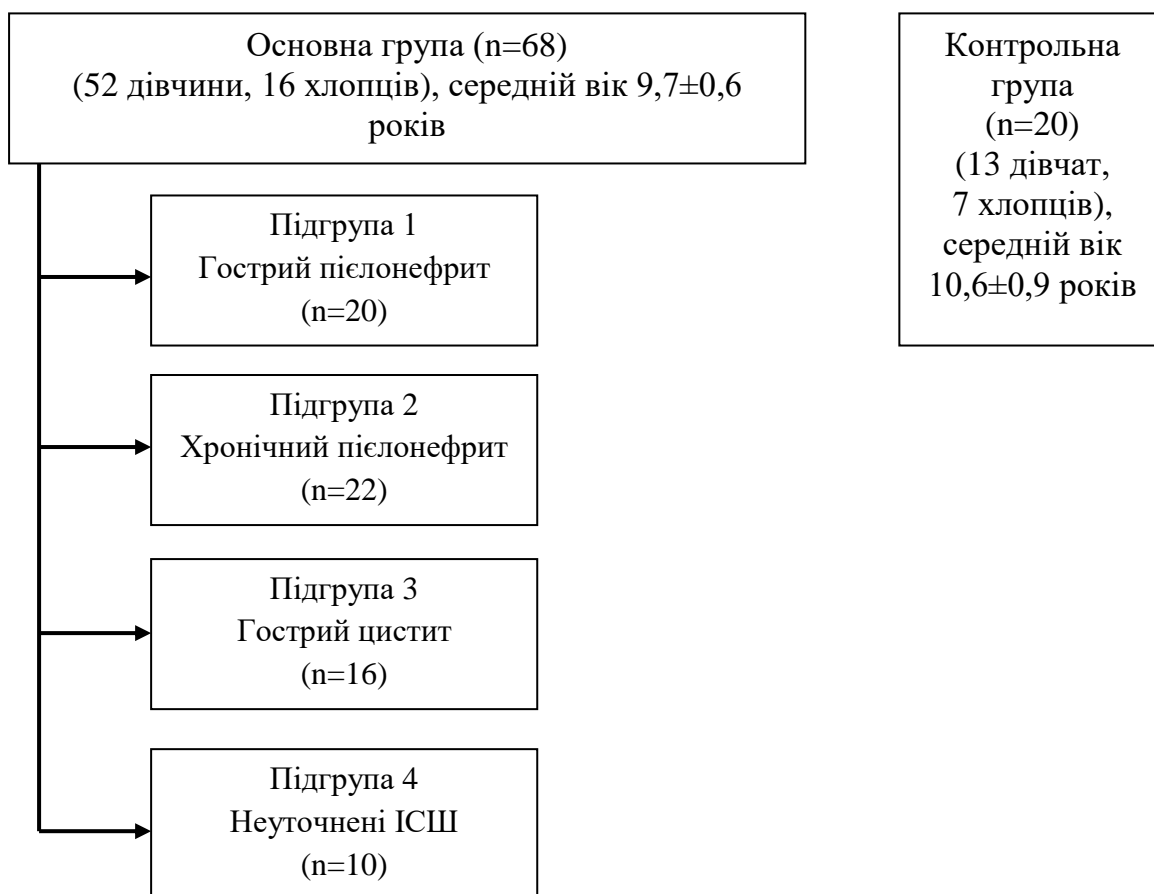 Основна група (n=68)
(52 дівчини, 16 хлопців), середній вік 9,7±0,6
років
Контрольна
група
(n=20)
(13 дівчат,
7 хлопців),
середній вік
10,6±0,9 років
Підгрупа 1
Гострий пієлонефрит
(n=20)
Підгрупа 2
Хронічний пієлонефрит
(n=22)
Підгрупа 3
Гострий цистит
(n=16)
Підгрупа 4
Неуточнені ІСШ
(n=10)